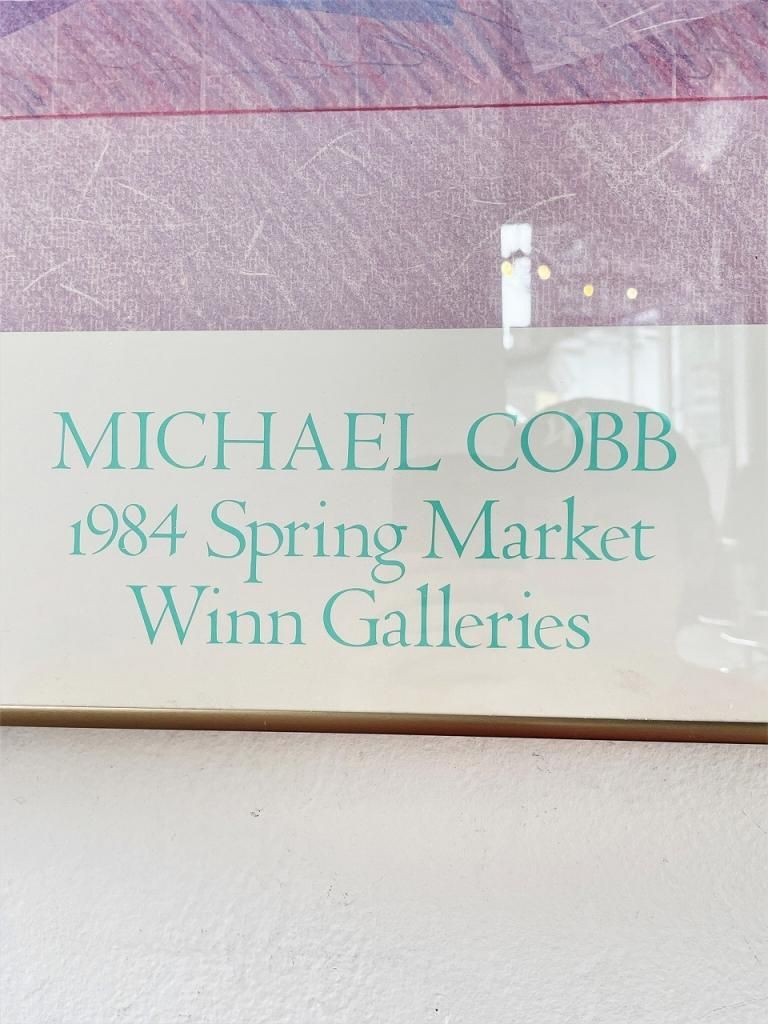 MICHAEL COBB
1984 Spring Market
Winn Galleries